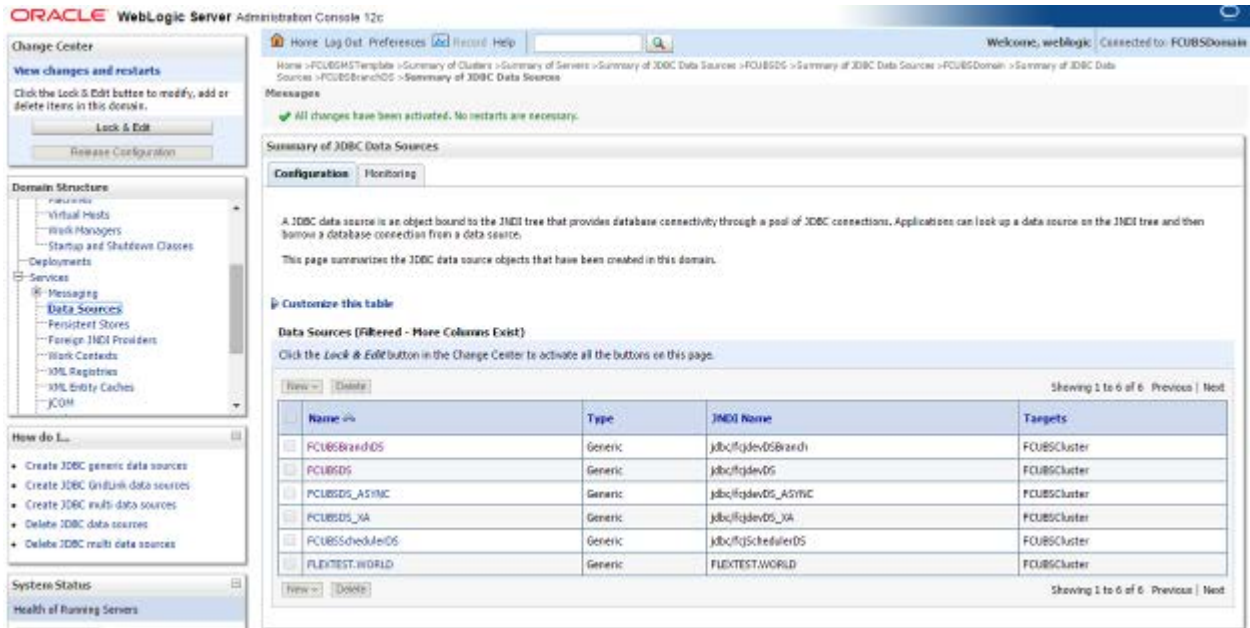 ORACLE WebLogic Server Administration Console 12c
Change Center
View changes and restarts
Click the Lock & Edit button to modify, add or
delete items in this domain.
Lock & Edit
Release Configuration
Domain Structure
Machines
Virtual Hosts
Work Managers
Startup and Shutdown Classes
Deployments
Services
Messaging
Data Sources
Persistent Stores
Foreign JNDI Providers
Work Contexts
XML Registries
XML Entity Caches
jCOM
How do I...
Create JDBC generic data sources
Create JDBC GridLink data sources
Create JDBC multi data sources
Delete JDBC data sources
Delete JDBC multi data sources
System Status
Health of Running Servers
Home Log Out Preferences Record Help
Welcome, weblogic Connected to: FCUBSDomain
Home >FCUBSMSTemplate >Summary of Clusters >Summary of Servers >Summary of JDBC Data Sources >FCUBSDS >Summary of JDBC Data Sources >FCUBSDomain >Summary of JDBC Data
Sources >FCUBSBranchDS >Summary of JDBC Data Sources
Messages
All changes have been activated. No restarts are necessary.
Summary of JDBC Data Sources
Configuration Monitoring
A JDBC data source is an object bound to the JNDI tree that provides database connectivity through a pool of JDBC connections. Applications can look up a data source on the JNDI tree and then
borrow a database connection from a data source.
This page summarizes the JDBC data source objects that have been created in this domain.
Customize this table
Data Sources (Filtered - More Columns Exist)
Click the Lock & Edit button in the Change Center to activate all the buttons on this page.
New Delete Showing 1 to 6 of 6 Previous | Next
Name Type JNDI Name Targets
FCUBSBranchDS Generic jdbc/fcjdevDSBranch FCUBSCluster
FCUBSDS Generic jdbc/fcjdevDS FCUBSCluster
FCUBSDS_ASYNC Generic jdbc/fcjdevDS_ASYNC FCUBSCluster
FCUBSDS_XA Generic jdbc/fcjdevDS_XA FCUBSCluster
FCUBSSchedulerDS Generic jdbc/fcjSchedulerDS FCUBSCluster
FLEXTEST.WORLD Generic FLEXTEST.WORLD FCUBSCluster
New Delete Showing 1 to 6 of 6 Previous | Next